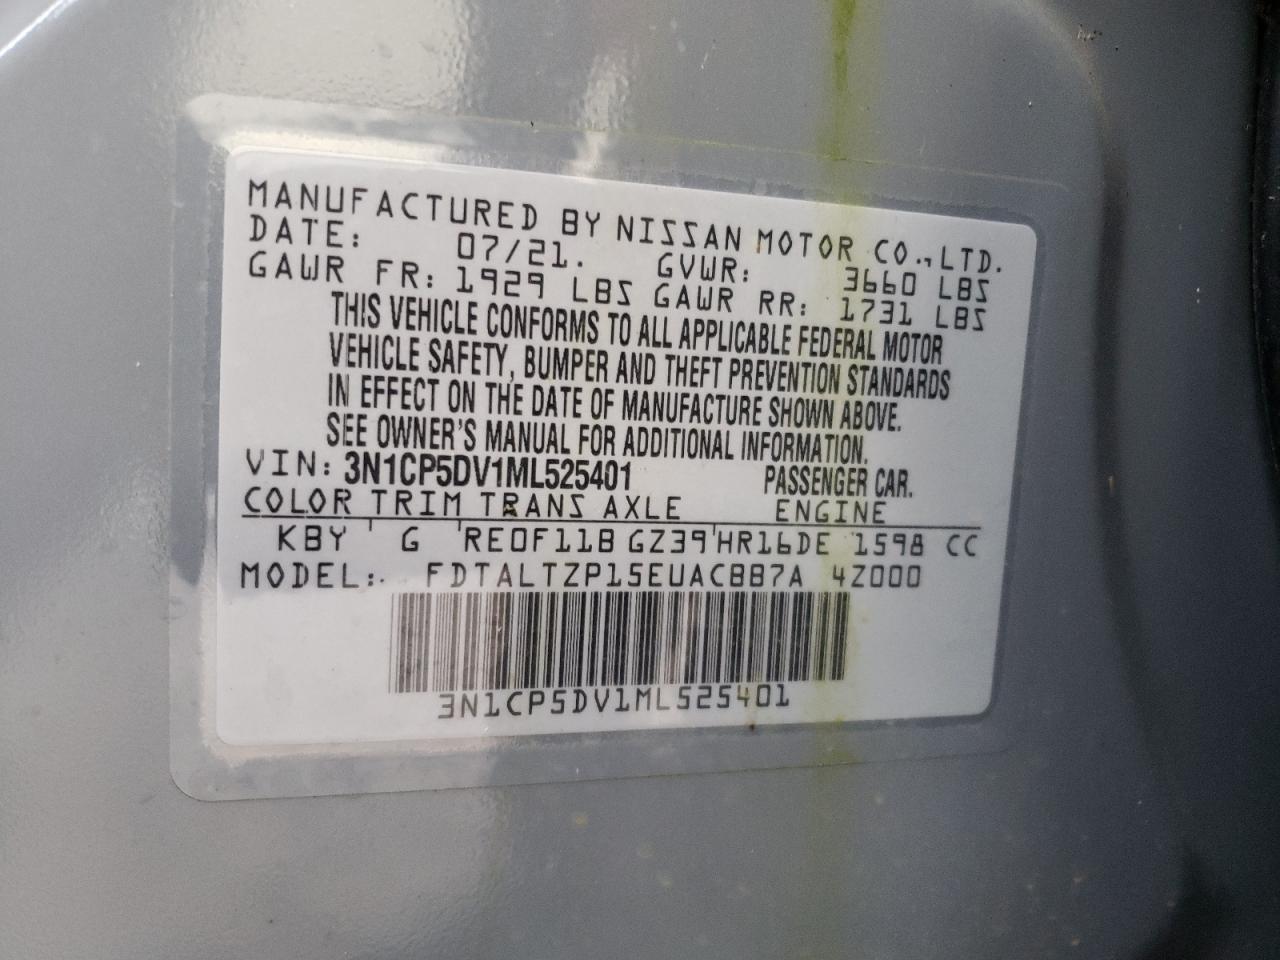 MANUFACTURED BY NISSAN MOTOR CO.,LTD.
DATE: 07/21. GVWR: 3660 LBS
GAWR FR: 1929 LBS GAWR RR: 1731 LBS
THIS VEHICLE CONFORMS TO ALL APPLICABLE FEDERAL MOTOR
VEHICLE SAFETY, BUMPER AND THEFT PREVENTION STANDARDS
IN EFFECT ON THE DATE OF MANUFACTURE SHOWN ABOVE.
SEE OWNER'S MANUAL FOR ADDITIONAL INFORMATION.
VIN: 3N1CP5DV1ML525401 PASSENGER CAR.
COLOR TRIM TRANS AXLE ENGINE
KBY G RE0F11B GZ39 HR16DE 1598 CC
MODEL: FDTALTZP15EUACBB7A 4Z000
3N1CP5DV1ML525401